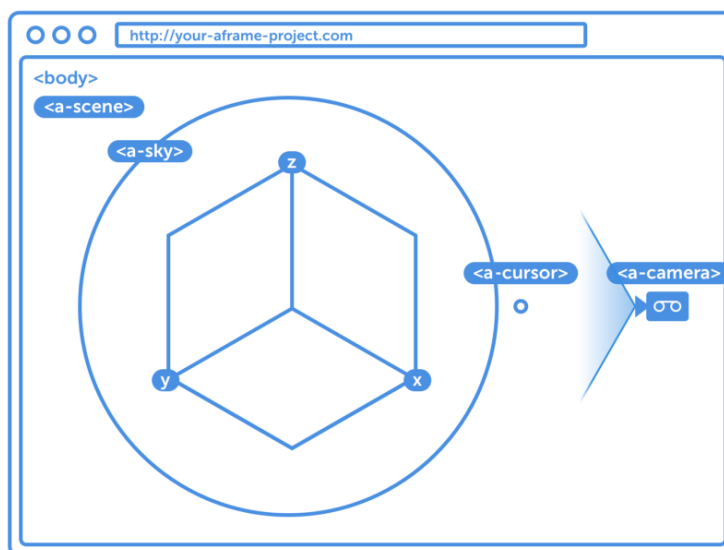 http://your-aframe-project.com
<body>
<a-scene>
<a-sky>
z
<a-cursor>
<a-camera>
y
x